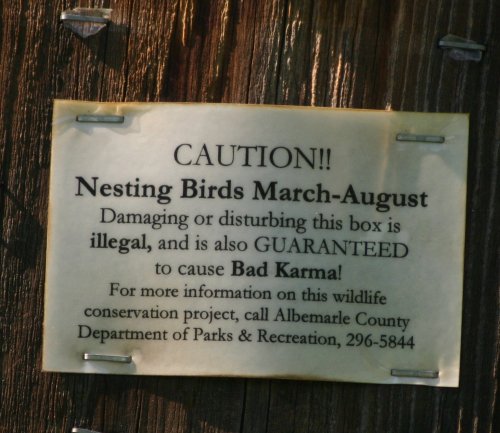 CAUTION!!
Nesting Birds March-August
Damaging or disturbing this box is
illegal, and is also GUARANTEED
to cause Bad Karma!
For more information on this wildlife
conservation project, call Albemarle County
Department of Parks & Recreation, 296-5844